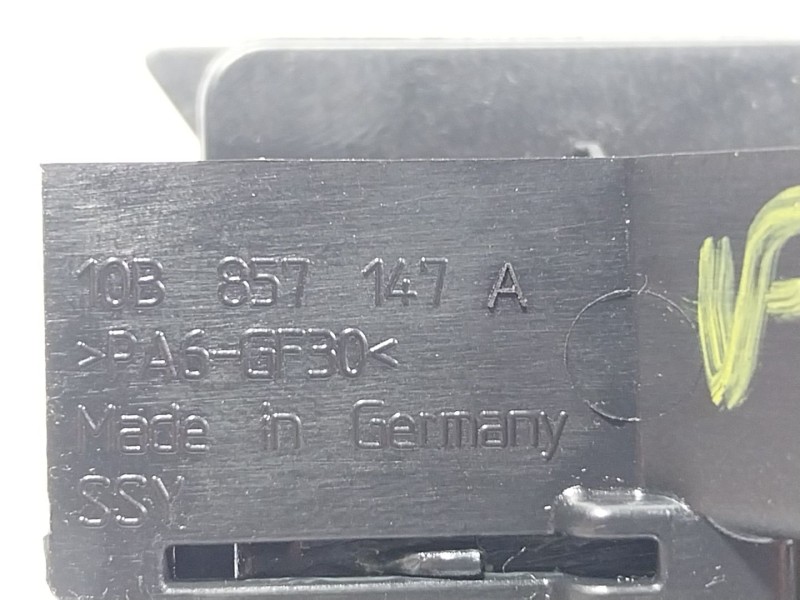 10B 857 147 A
>PA6-GF30<
Made in Germany
SSY